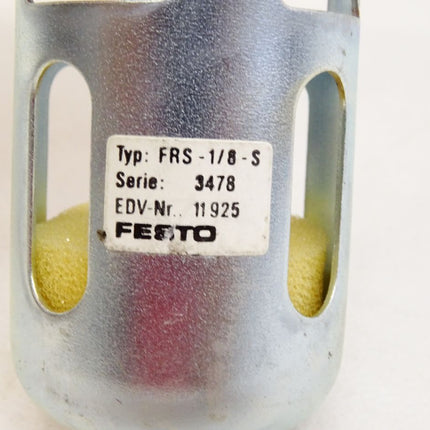 Typ: FRS-1/8-S
Serie: 3478
EDV-Nr.. 11925
FESTO